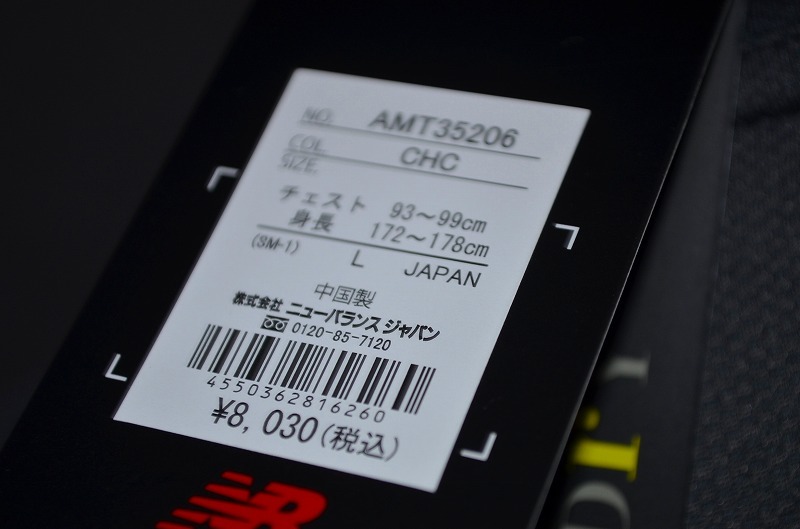 NO. AMT35206
COL. CHC
SIZE.
チェスト 93～99cm
身長 172～178cm
(SM-1) L JAPAN
中国製
株式会社 ニューバランス ジャパン
0120-85-7120
4550362816260
¥8,030(税込)
NB